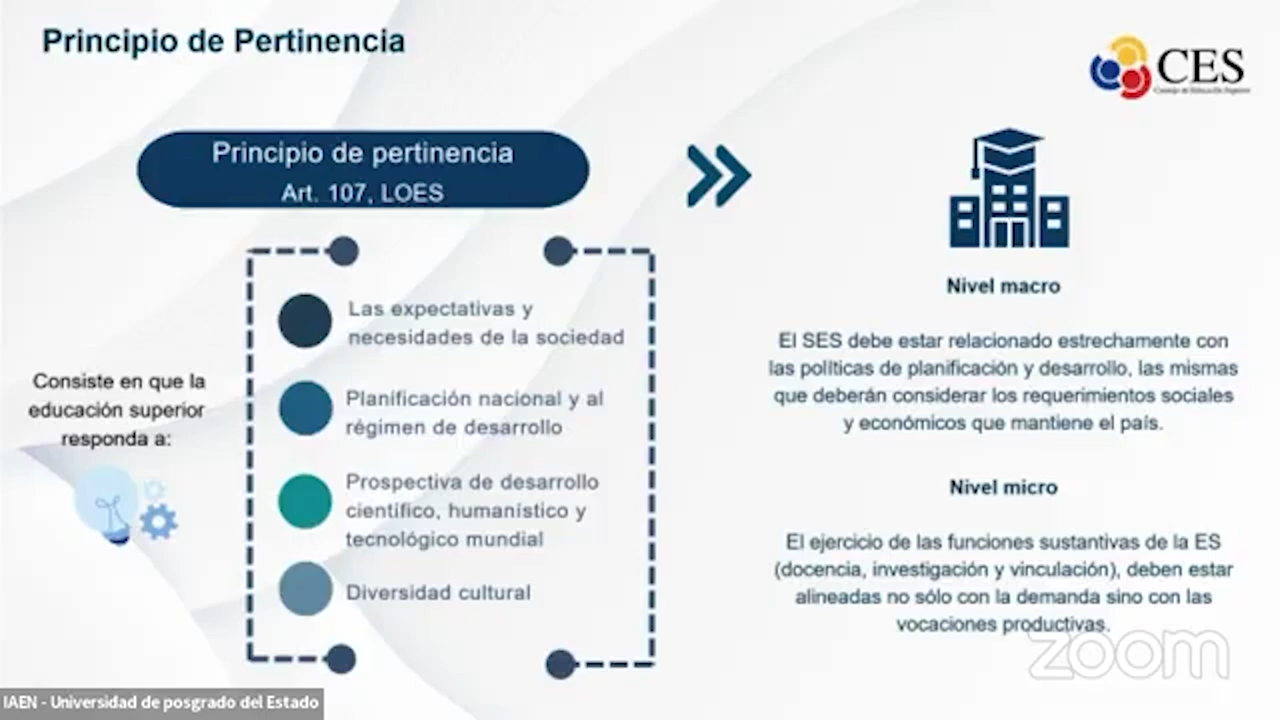 Principio de Pertinencia
CES
Consejo de Educación Superior
Principio de pertinencia
Art. 107, LOES
Consiste en que la
educación superior
responda a:
Las expectativas y
necesidades de la sociedad
Planificación nacional y al
régimen de desarrollo
Prospectiva de desarrollo
científico, humanístico y
tecnológico mundial
Diversidad cultural
Nivel macro
El SES debe estar relacionado estrechamente con
las políticas de planificación y desarrollo, las mismas
que deberán considerar los requerimientos sociales
y económicos que mantiene el país.
Nivel micro
El ejercicio de las funciones sustantivas de la ES
(docencia, investigación y vinculación), deben estar
alineadas no sólo con la demanda sino con las
vocaciones productivas.
zoom
IAEN - Universidad de posgrado del Estado